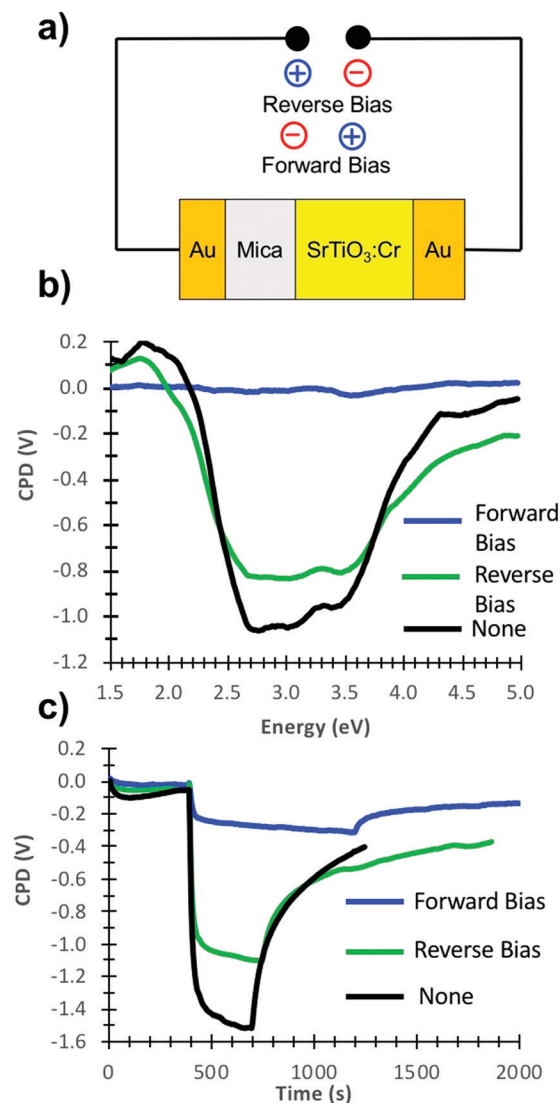 a)
+ −
Reverse Bias
− +
Forward Bias
Au Mica SrTiO₃:Cr Au
b)
0.2
0.0
-0.2
-0.4
-0.6
-0.8
-1.0
-1.2
CPD (V)
Forward
Bias
Reverse
Bias
None
1.5 2.0 2.5 3.0 3.5 4.0 4.5 5.0
Energy (eV)
c)
0.2
0.0
-0.2
-0.4
-0.6
-0.8
-1.0
-1.2
-1.4
-1.6
CPD (V)
Forward Bias
Reverse Bias
None
0 500 1000 1500 2000
Time (s)